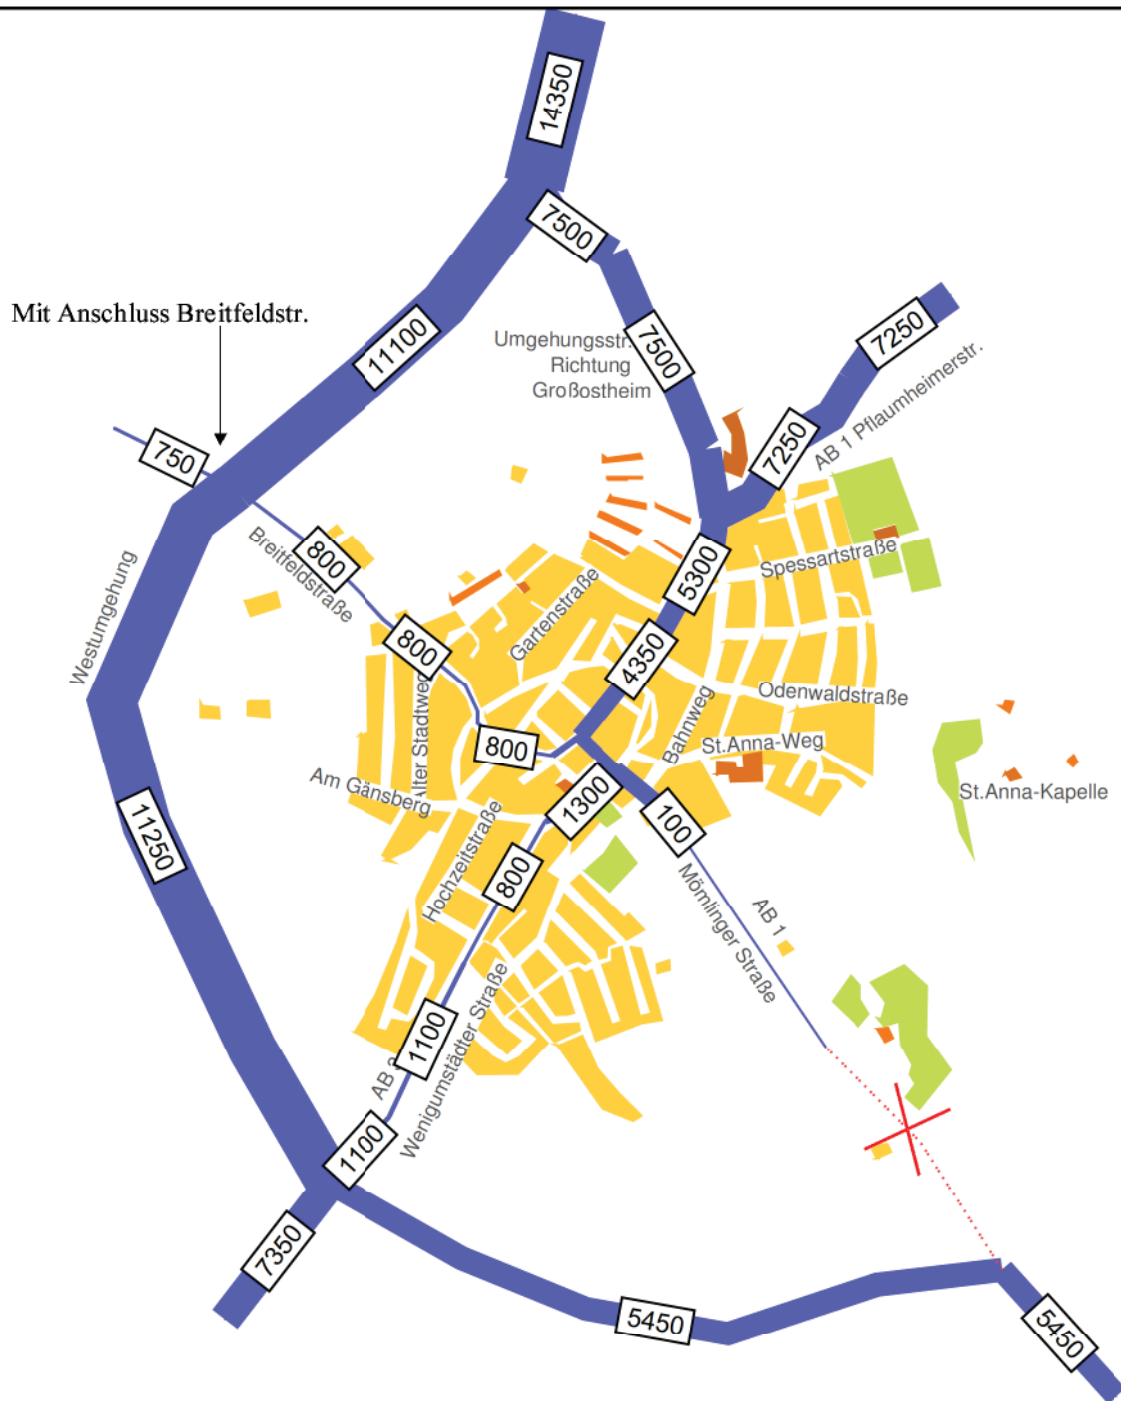 14350
7500
Mit Anschluss Breitfeldstr.
11100
Umgehungsstr.
Richtung
Großostheim
7500
7250
AB 1 Pflaumheimerstr.
7250
750
Breitfeldstraße
800
Westumgehung
Gartenstraße
5300
Spessartstraße
800
4350
Alter Stadtweg
Odenwaldstraße
Bahnweg
St.Anna-Weg
800
Am Gänsberg
1300
100
St.Anna-Kapelle
11250
Hochzeitstraße
800
Mömlinger Straße
AB 1
1100
AB 3
Wenigumstädter Straße
1100
7350
5450
5450